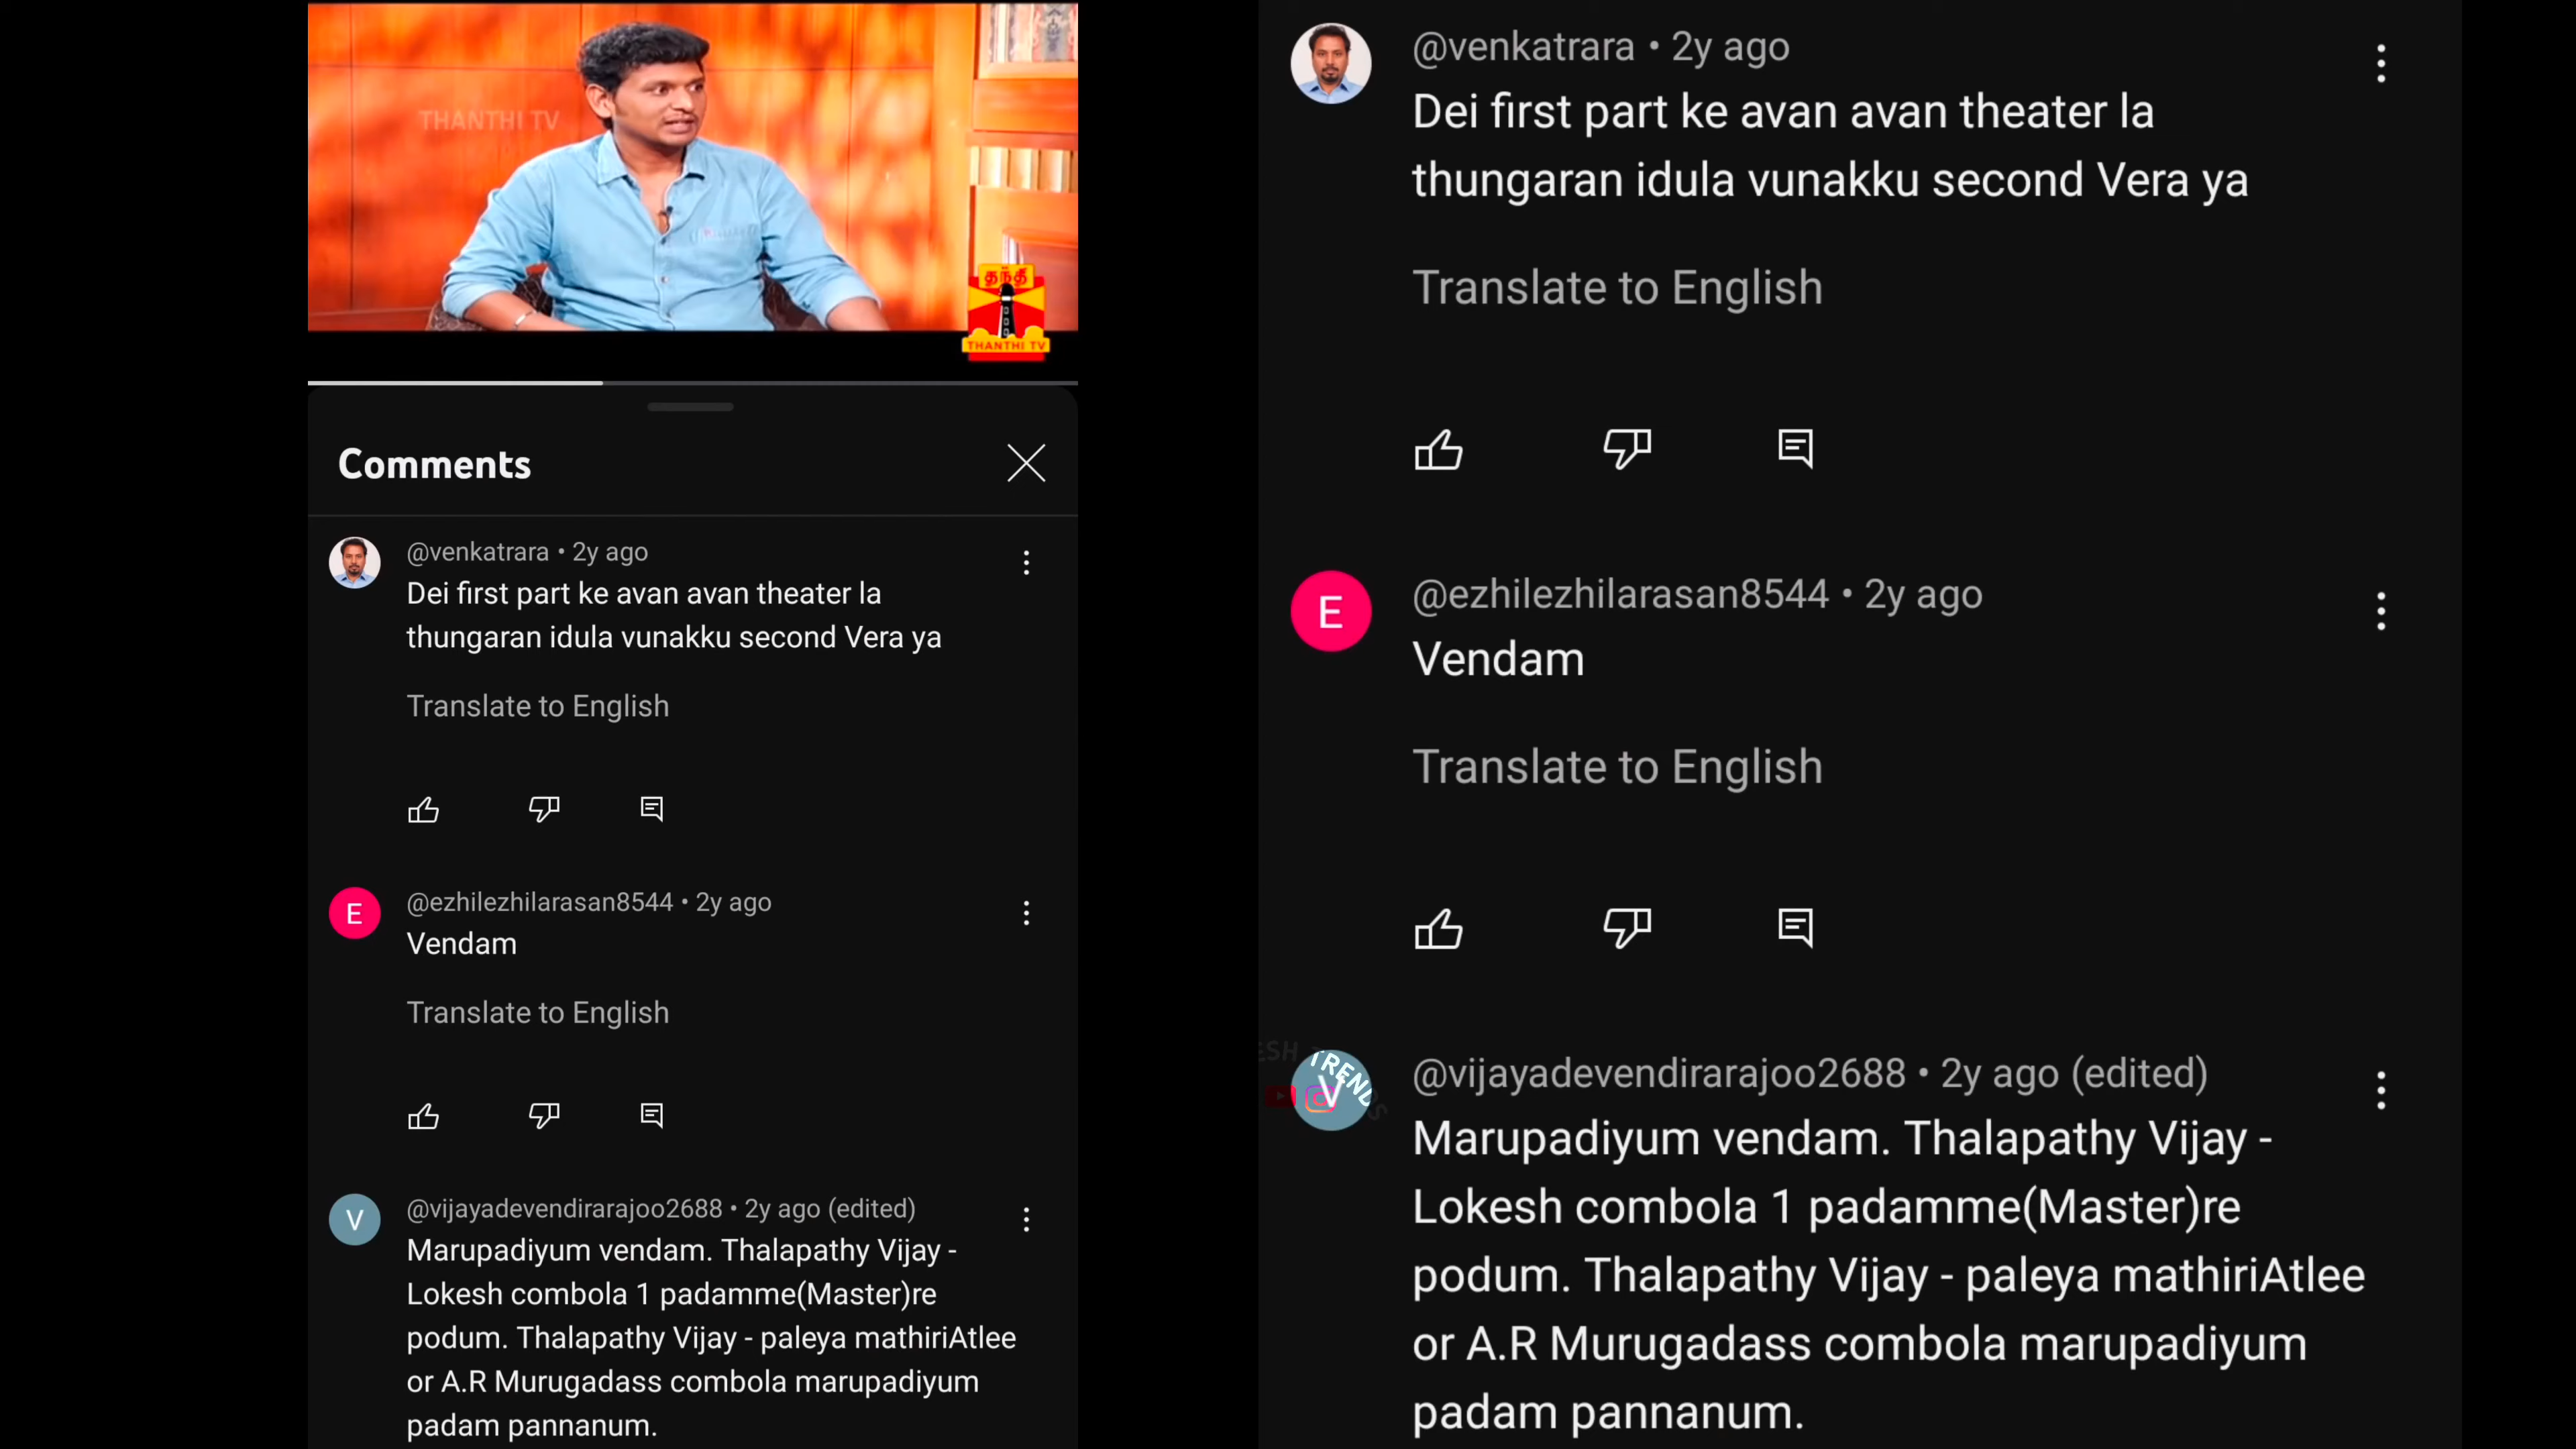 THANTHI TV
தந்தி
THANTHI TV
Comments
@venkatrara • 2y ago
Dei first part ke avan avan theater la
thungaran idula vunakku second Vera ya
Translate to English
E
@ezhilezhilarasan8544 • 2y ago
Vendam
Translate to English
V
@vijayadevendirarajoo2688 • 2y ago (edited)
Marupadiyum vendam. Thalapathy Vijay -
Lokesh combola 1 padamme(Master)re
podum. Thalapathy Vijay - paleya mathiriAtlee
or A.R Murugadass combola marupadiyum
padam pannanum.
@venkatrara • 2y ago
Dei first part ke avan avan theater la
thungaran idula vunakku second Vera ya
Translate to English
E
@ezhilezhilarasan8544 • 2y ago
Vendam
Translate to English
ESH TRENDS
V
@vijayadevendirarajoo2688 • 2y ago (edited)
Marupadiyum vendam. Thalapathy Vijay -
Lokesh combola 1 padamme(Master)re
podum. Thalapathy Vijay - paleya mathiriAtlee
or A.R Murugadass combola marupadiyum
padam pannanum.